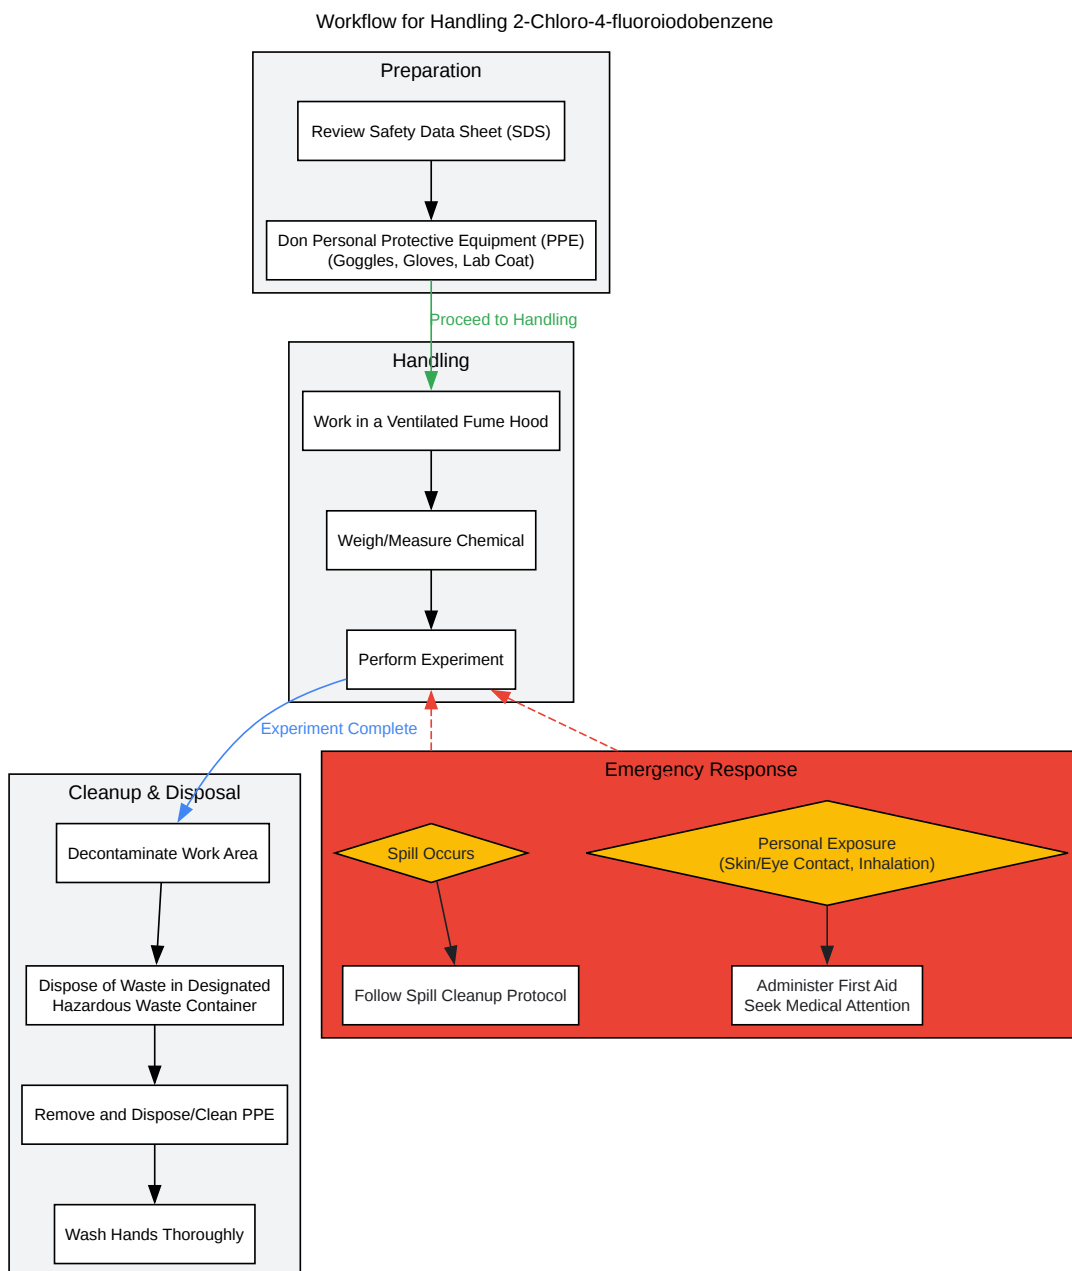 Workflow for Handling 2-Chloro-4-fluoroiodobenzene
Preparation
Review Safety Data Sheet (SDS)
Don Personal Protective Equipment (PPE)
(Goggles, Gloves, Lab Coat)
Proceed to Handling
Handling
Work in a Ventilated Fume Hood
Weigh/Measure Chemical
Perform Experiment
Experiment Complete
Cleanup & Disposal
Decontaminate Work Area
Dispose of Waste in Designated
Hazardous Waste Container
Remove and Dispose/Clean PPE
Wash Hands Thoroughly
Emergency Response
Spill Occurs
Follow Spill Cleanup Protocol
Personal Exposure
(Skin/Eye Contact, Inhalation)
Administer First Aid
Seek Medical Attention